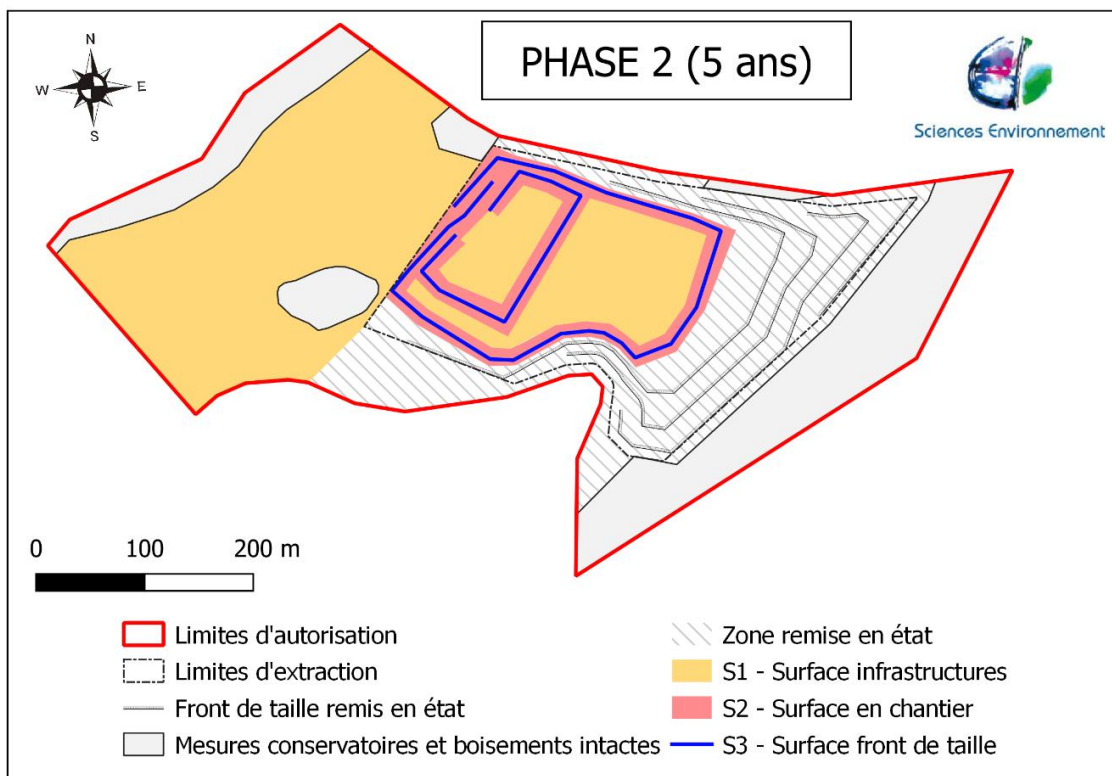 PHASE 2 (5 ans)
N
W E
S
Sciences Environnement
0 100 200 m
Limites d'autorisation
Limites d'extraction
Front de taille remis en état
Mesures conservatoires et boisements intactes
Zone remise en état
S1 - Surface infrastructures
S2 - Surface en chantier
S3 - Surface front de taille